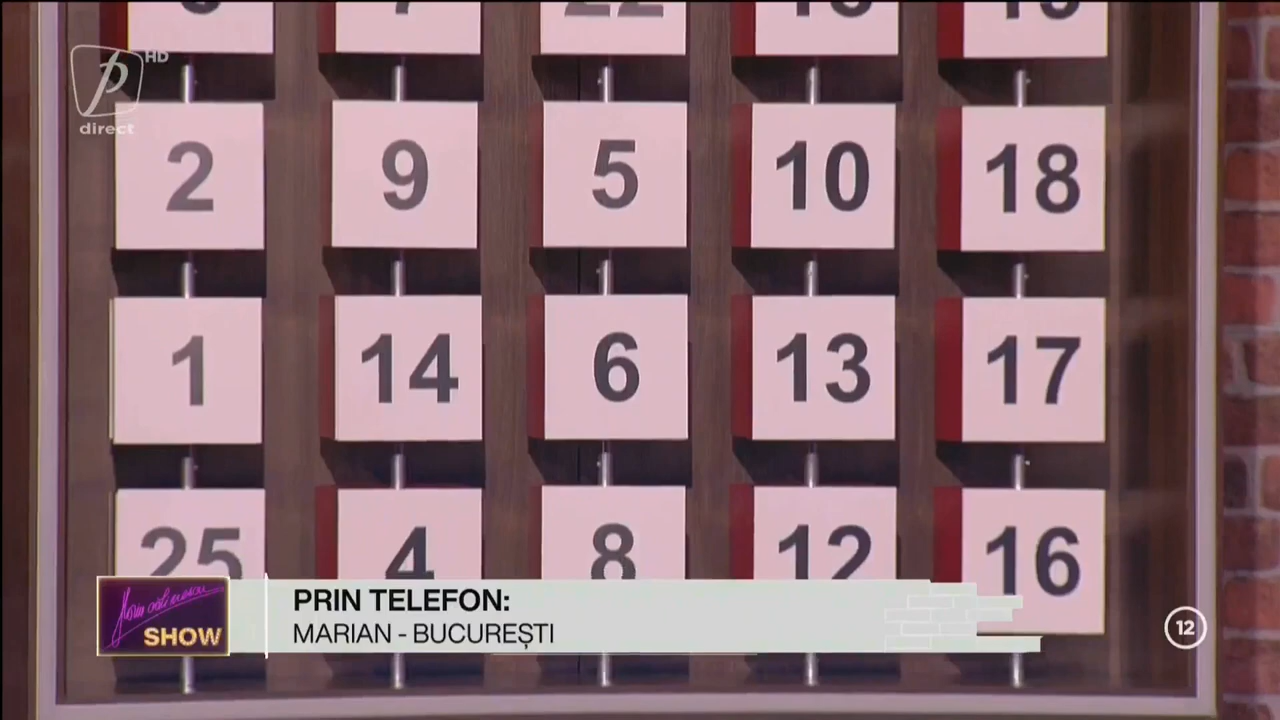 7
HD
direct
2 9 5 10 18
1 14 6 13 17
25 4 8 12 16
SHOW
PRIN TELEFON:
MARIAN - BUCUREȘTI
12